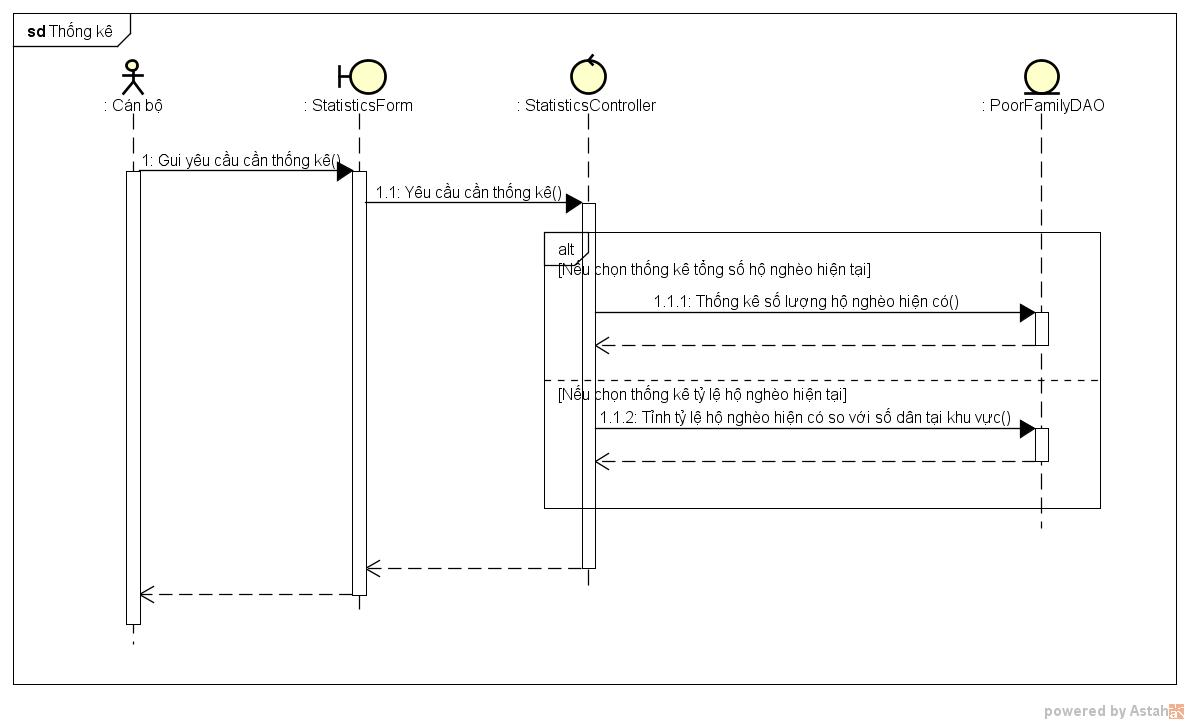 sd Thống kê
: Cán bộ
: StatisticsForm
: StatisticsController
: PoorFamilyDAO
1: Gui yêu cầu cần thống kê()
1.1: Yêu cầu cần thống kê()
alt
[Nếu chọn thống kê tổng số hộ nghèo hiện tại]
1.1.1: Thống kê số lượng hộ nghèo hiện có()
[Nếu chọn thống kê tỷ lệ hộ nghèo hiện tại]
1.1.2: Tính tỷ lệ hộ nghèo hiện có so với số dân tại khu vực()
powered by Astah